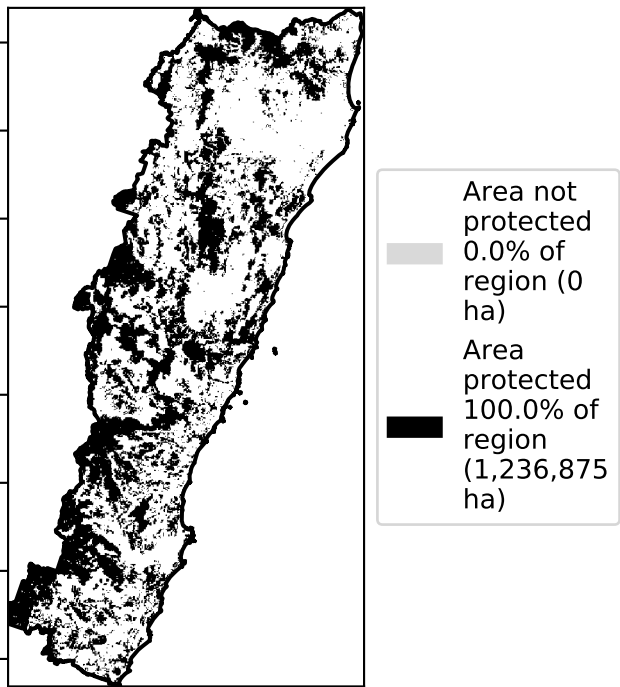 Area not
protected
0.0% of
region (0
ha)
Area
protected
100.0% of
region
(1,236,875
ha)